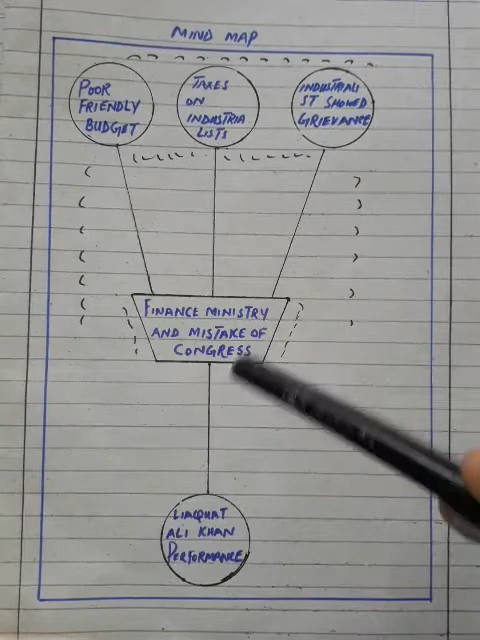 MIND MAP
POOR
FRIENDLY
BUDGET
TAXES
ON
INDUSTRIA
LISTS
INDUSTRIALI
ST SHOWED
GRIEVANCE
FINANCE MINISTRY
AND MISTAKE OF
CONGRESS
LIAQHAT
ALI KHAN
PERFORMANCE